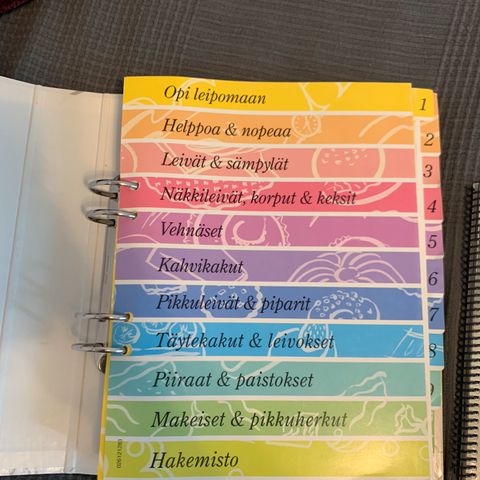 Opi leipomaan 1
Helppoa & nopeaa 2
Leivät & sämpylät 3
Näkkileivät, korput & keksit 4
Vehnäset 5
Kahvikakut 6
Pikkuleivät & piparit 7
Täytekakut & leivokset 8
Piiraat & paistokset 9
Makeiset & pikkuherkut
Hakemisto